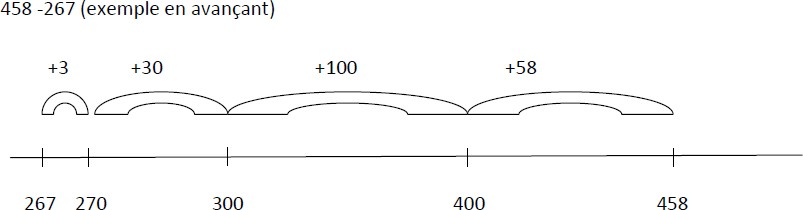 458 -267 (exemple en avançant)
+3 +30 +100 +58
267 270 300 400 458